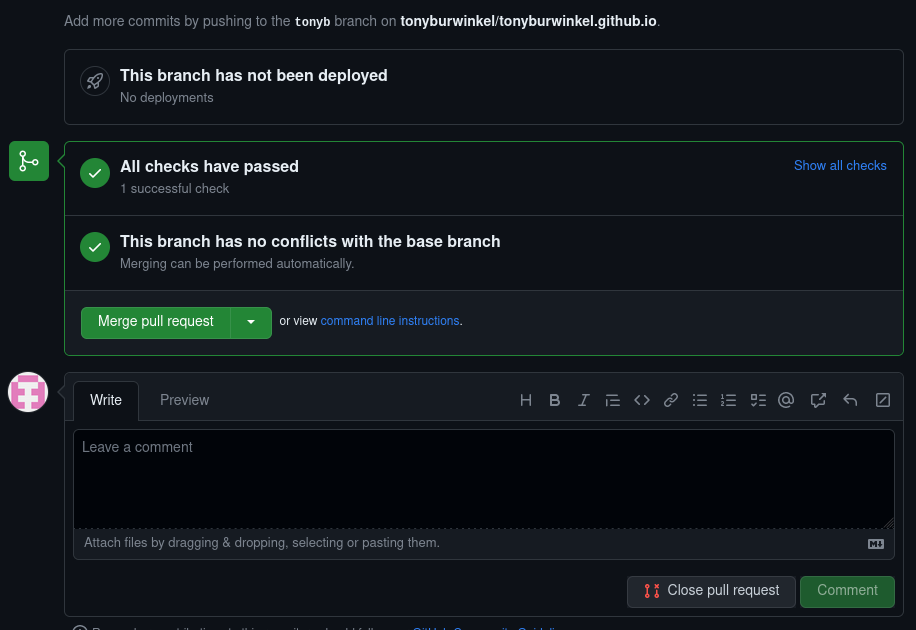 Add more commits by pushing to the tonyb branch on tonyburwinkel/tonyburwinkel.github.io.
This branch has not been deployed
No deployments
All checks have passed
Show all checks
1 successful check
This branch has no conflicts with the base branch
Merging can be performed automatically.
Merge pull request
or view command line instructions.
Write
Preview
Leave a comment
Attach files by dragging & dropping, selecting or pasting them.
Close pull request
Comment